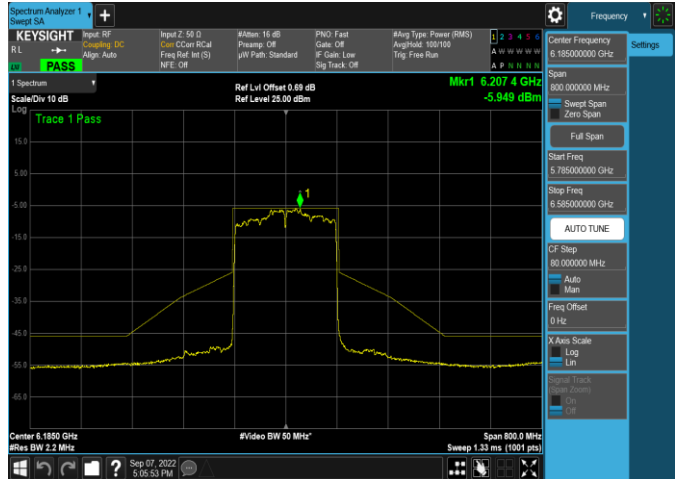 Spectrum Analyzer 1
Swept SA
Frequency
KEYSIGHT
Input: RF
Input Z: 50 Ω
#Atten: 16 dB
PNO: Fast
#Avg Type: Power (RMS)
1 2 3 4 5 6
RL
Coupling: DC
Corr CCorr RCal
Preamp: Off
Gate: Off
Avg|Hold: 100/100
A W W W W W
Align: Auto
Freq Ref: Int (S)
µW Path: Standard
IF Gain: Low
Trig: Free Run
PASS
NFE: Off
Sig Track: Off
A P N N N N
Center Frequency
6.185000000 GHz
Settings
1 Spectrum
Scale/Div 10 dB
Ref Lvl Offset 0.69 dB
Ref Level 25.00 dBm
Mkr1 6.207 4 GHz
-5.949 dBm
Log
Trace 1 Pass
15.0
5.00
-5.00
-15.0
-25.0
-35.0
-45.0
-55.0
-65.0
1
Center 6.1850 GHz
#Video BW 50 MHz*
Span 800.0 MHz
#Res BW 2.2 MHz
Sweep 1.33 ms (1001 pts)
Span
800.000000 MHz
Swept Span
Zero Span
Full Span
Start Freq
5.785000000 GHz
Stop Freq
6.585000000 GHz
AUTO TUNE
CF Step
80.000000 MHz
Auto
Man
Freq Offset
0 Hz
X Axis Scale
Log
Lin
Signal Track
(Span Zoom)
On
Off
Sep 07, 2022
5:05:53 PM